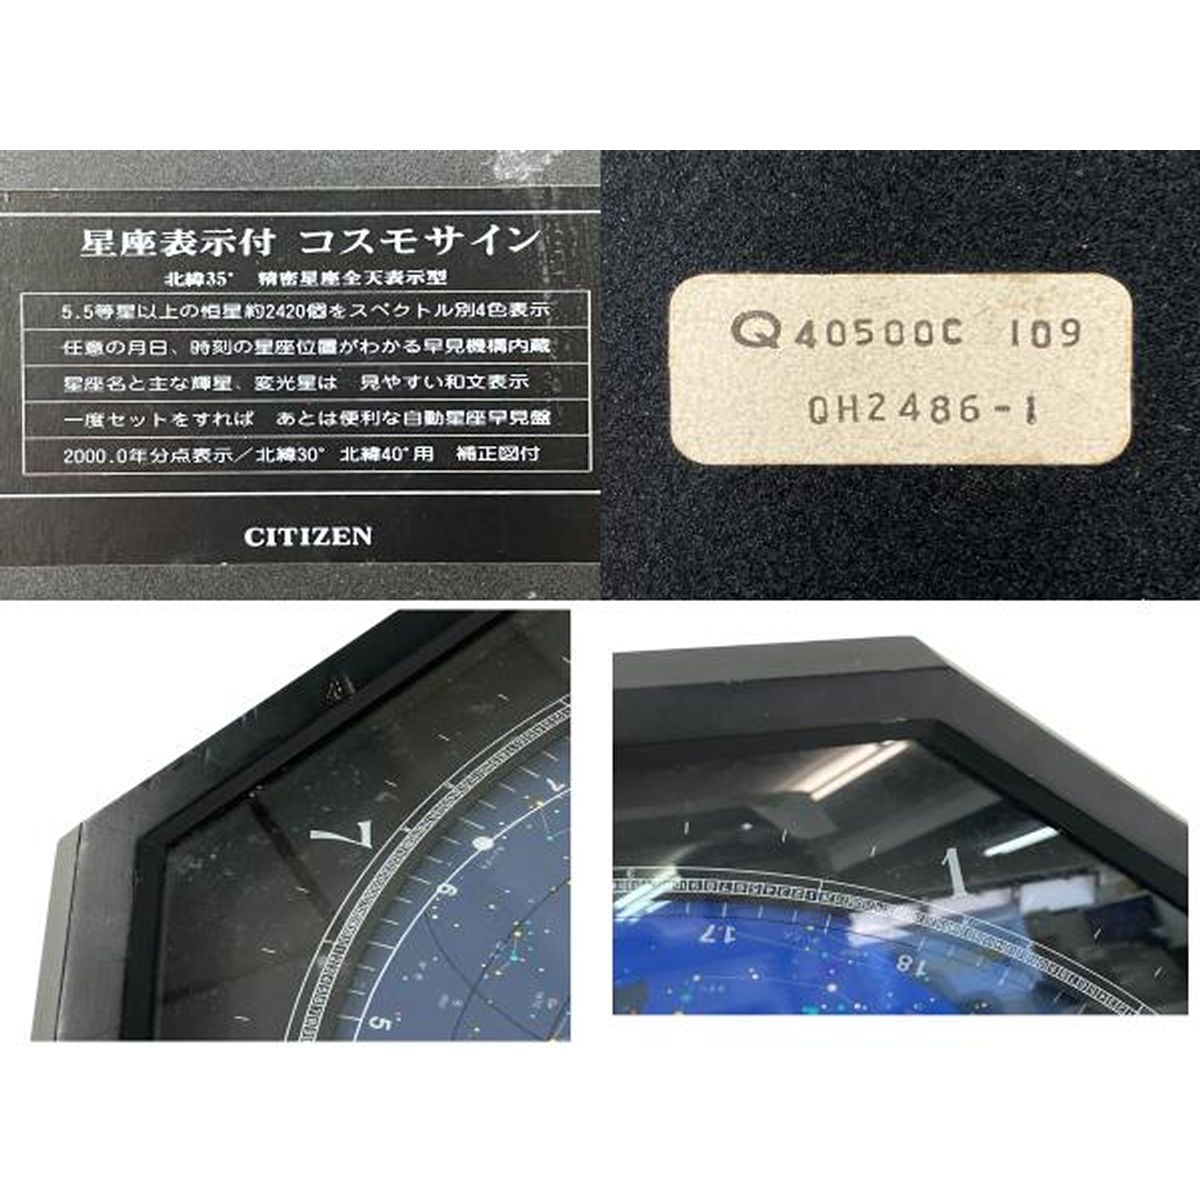 星座表示付 コスモサイン
北緯35° 精密星座全天表示型
5.5等星以上の恒星約2420個をスペクトル別4色表示
任意の月日、時刻の星座位置がわかる早見機構内蔵
星座名と主な輝星、変光星は 見やすい和文表示
一度セットをすれば あとは便利な自動星座早見盤
2000.0年分点表示/北緯30° 北緯40°用 補正図付
CITIZEN
Q40500C 109
QH2486-1
7
6
5
1
17
18